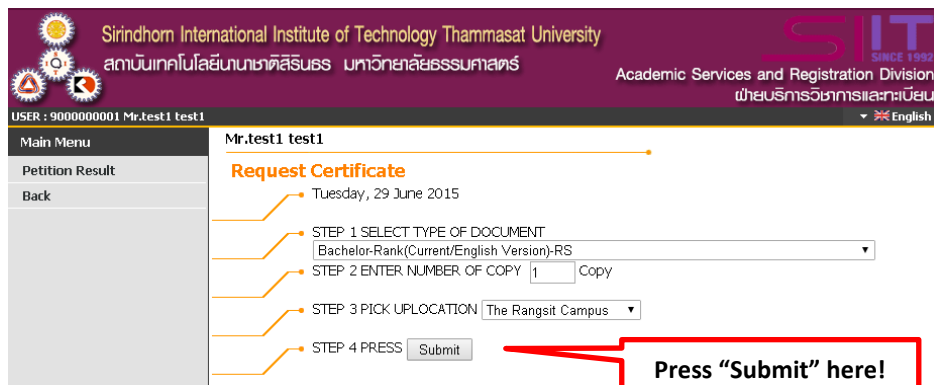 Sirindhorn International Institute of Technology Thammasat University
สถาบันเทคโนโลยีนานาชาติสิรินธร มหาวิทยาลัยธรรมศาสตร์
SIIT
SINCE 1992
Academic Services and Registration Division
ฝ่ายบริการวิชาการและทะเบียน
USER : 9000000001 Mr.test1 test1
English
Main Menu
Mr.test1 test1
Petition Result
Request Certificate
Back
Tuesday, 29 June 2015
STEP 1 SELECT TYPE OF DOCUMENT
Bachelor-Rank(Current/English Version)-RS
STEP 2 ENTER NUMBER OF COPY 1 Copy
STEP 3 PICK UPLOCATION The Rangsit Campus
STEP 4 PRESS Submit
Press “Submit” here!